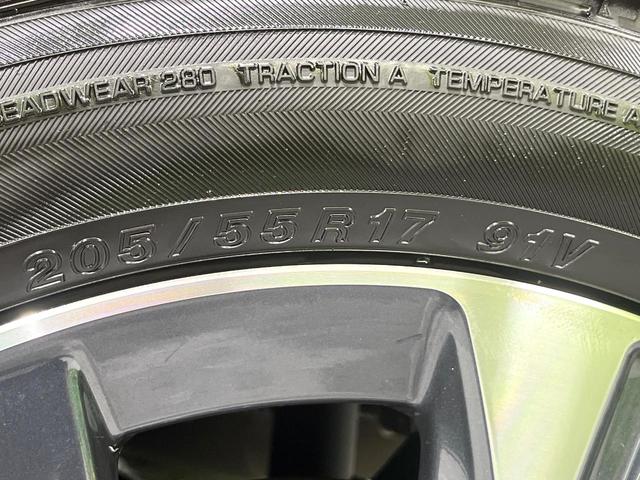 EADWEAR 280 TRACTION A TEMPERATURE A
205/55R17 91V